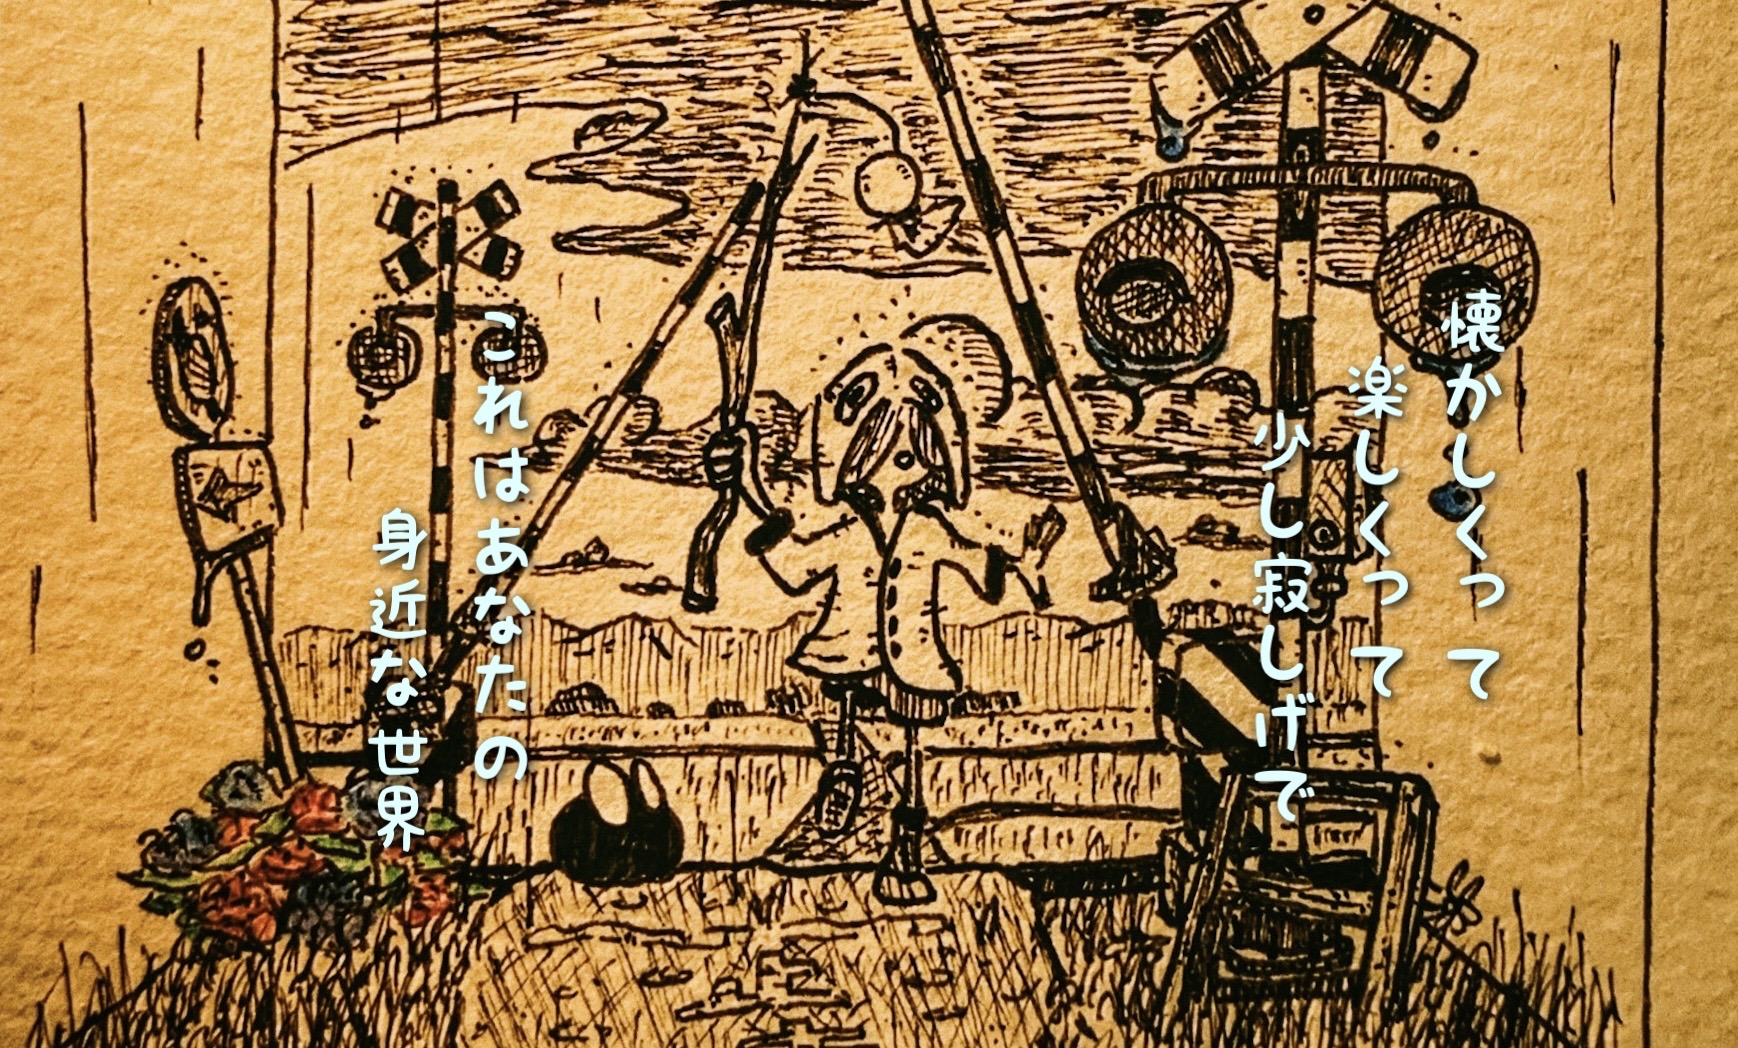 懐かしくって
楽しくって
少し寂しげで
これはあなたの
身近な世界